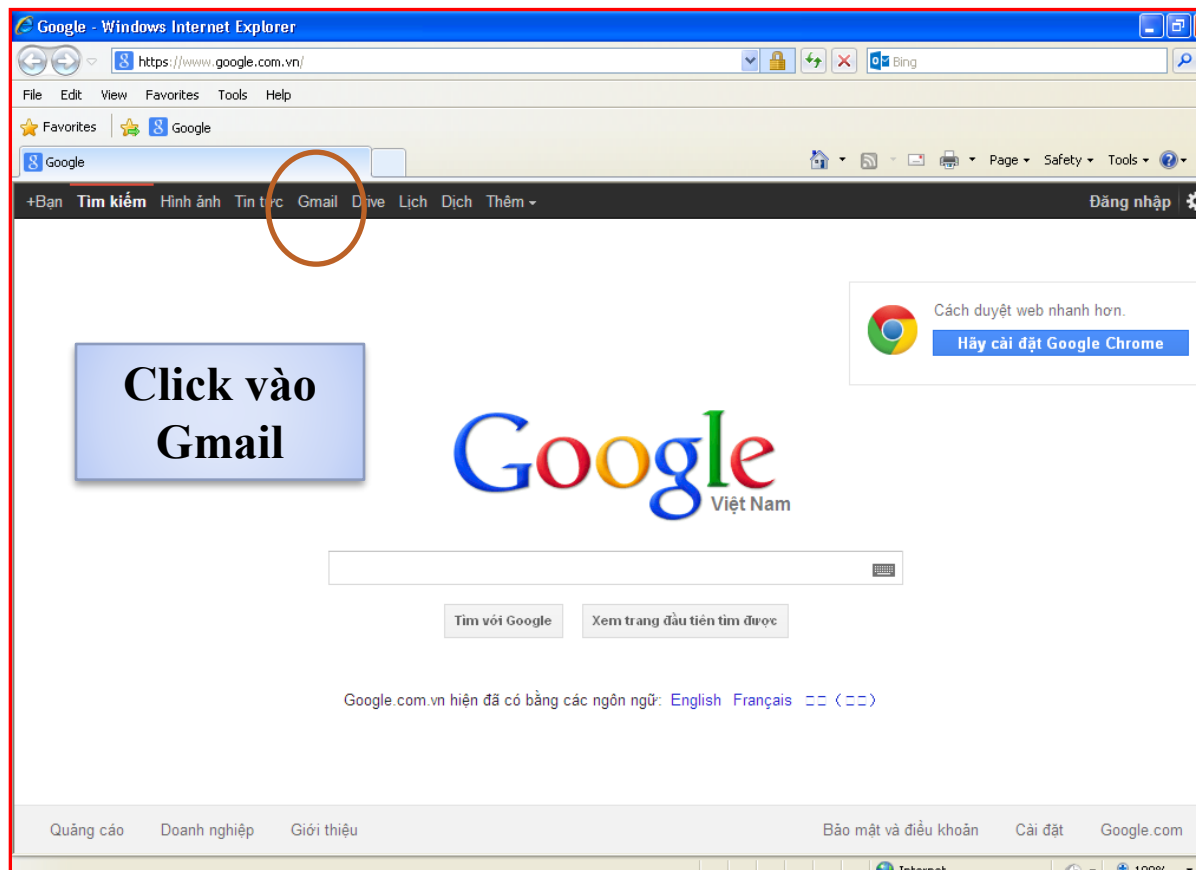 Google - Windows Internet Explorer
https://www.google.com.vn/ Bing
File Edit View Favorites Tools Help
Favorites Google
Google Page Safety Tools
+Bạn Tìm kiếm Hình ảnh Tin tức Gmail Drive Lịch Dịch Thêm Đăng nhập
Cách duyệt web nhanh hơn.
Hãy cài đặt Google Chrome
Click vào
Gmail
Google
Việt Nam
Tìm với Google Xem trang đầu tiên tìm được
Google.com.vn hiện đã có bằng các ngôn ngữ: English Français
Quảng cáo Doanh nghiệp Giới thiệu Bảo mật và điều khoản Cài đặt Google.com
Internet 100%